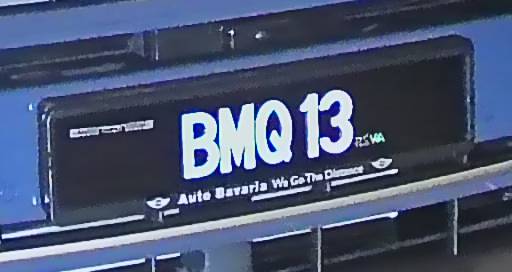 BMQ 13
Auto Bavaria We Go The Distance